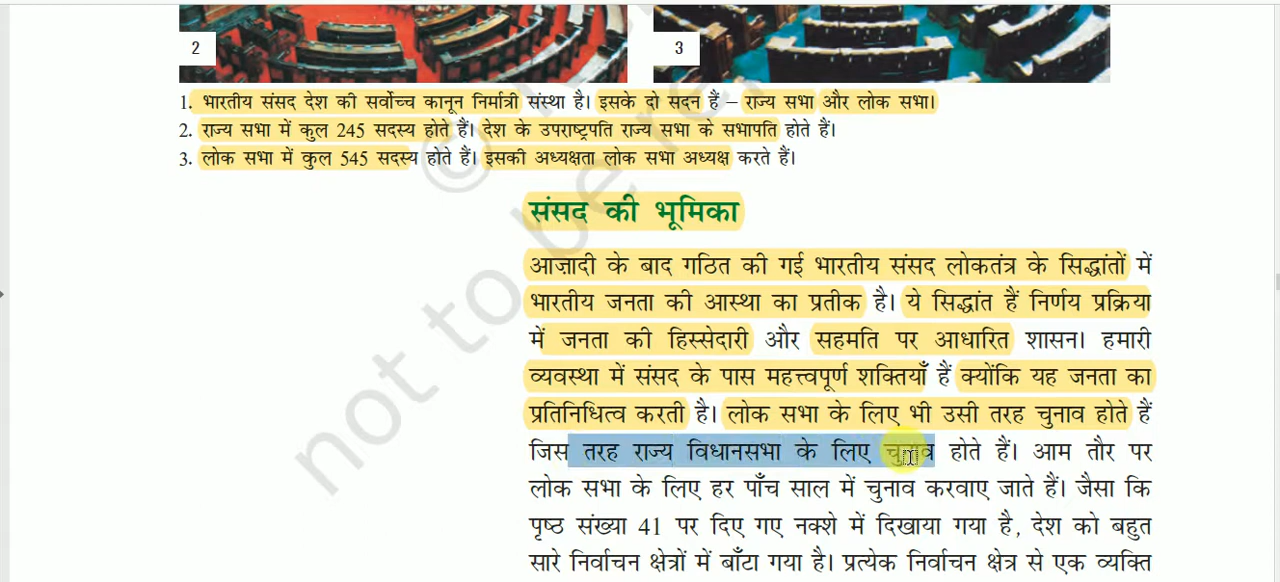 2
3
1. भारतीय संसद देश की सर्वोच्च कानून निर्मात्री संस्था है। इसके दो सदन हैं – राज्य सभा और लोक सभा।
2. राज्य सभा में कुल 245 सदस्य होते हैं। देश के उपराष्ट्रपति राज्य सभा के सभापति होते हैं।
3. लोक सभा में कुल 545 सदस्य होते हैं। इसकी अध्यक्षता लोक सभा अध्यक्ष करते हैं।
संसद की भूमिका
आज़ादी के बाद गठित की गई भारतीय संसद लोकतंत्र के सिद्धांतों में
भारतीय जनता की आस्था का प्रतीक है। ये सिद्धांत हैं निर्णय प्रक्रिया
में जनता की हिस्सेदारी और सहमति पर आधारित शासन। हमारी
व्यवस्था में संसद के पास महत्त्वपूर्ण शक्तियाँ हैं क्योंकि यह जनता का
प्रतिनिधित्व करती है। लोक सभा के लिए भी उसी तरह चुनाव होते हैं
जिस तरह राज्य विधानसभा के लिए चुनाव होते हैं। आम तौर पर
लोक सभा के लिए हर पाँच साल में चुनाव करवाए जाते हैं। जैसा कि
पृष्ठ संख्या 41 पर दिए गए नक्शे में दिखाया गया है, देश को बहुत
सारे निर्वाचन क्षेत्रों में बाँटा गया है। प्रत्येक निर्वाचन क्षेत्र से एक व्यक्ति
©
not to be re